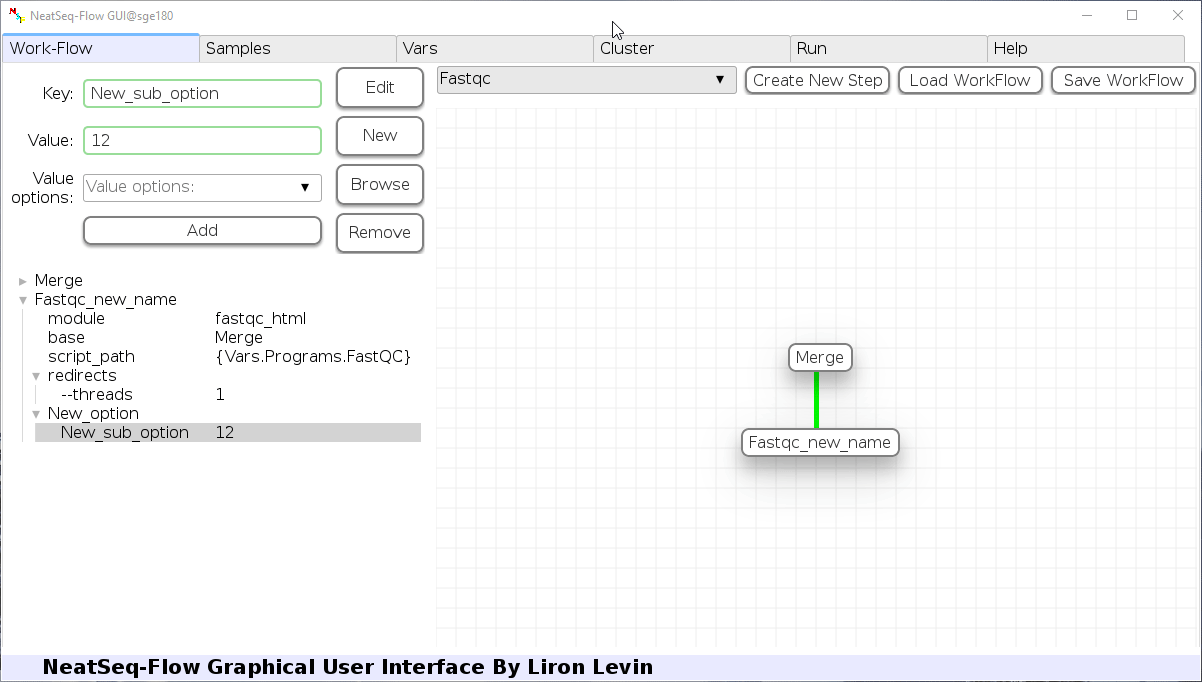 NeatSeq-Flow GUI@sge180
Work-Flow Samples Vars Cluster Run Help
Key: New_sub_option Edit
Value: 12 New
Value options: Value options: Browse
Add Remove
Fastqc Create New Step Load WorkFlow Save WorkFlow
Merge
Fastqc_new_name
module fastqc_html
base Merge
script_path {Vars.Programs.FastQC}
redirects
--threads 1
New_option
New_sub_option 12
Merge
Fastqc_new_name
NeatSeq-Flow Graphical User Interface By Liron Levin